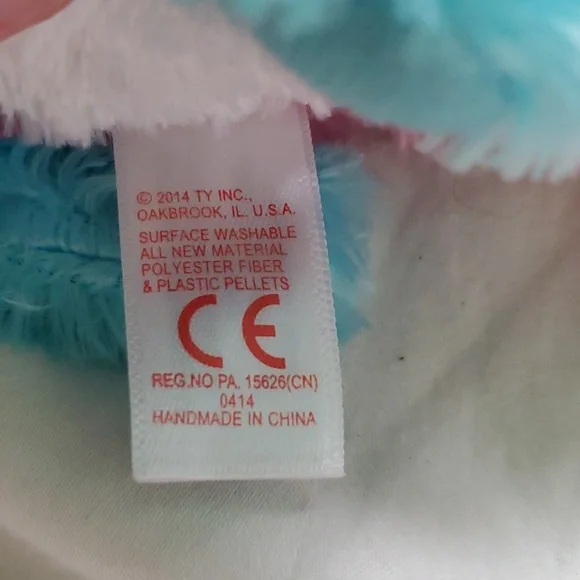 © 2014 TY INC.,
OAKBROOK, IL. U.S.A.
SURFACE WASHABLE
ALL NEW MATERIAL
POLYESTER FIBER
& PLASTIC PELLETS
CE
REG.NO PA. 15626(CN)
0414
HANDMADE IN CHINA